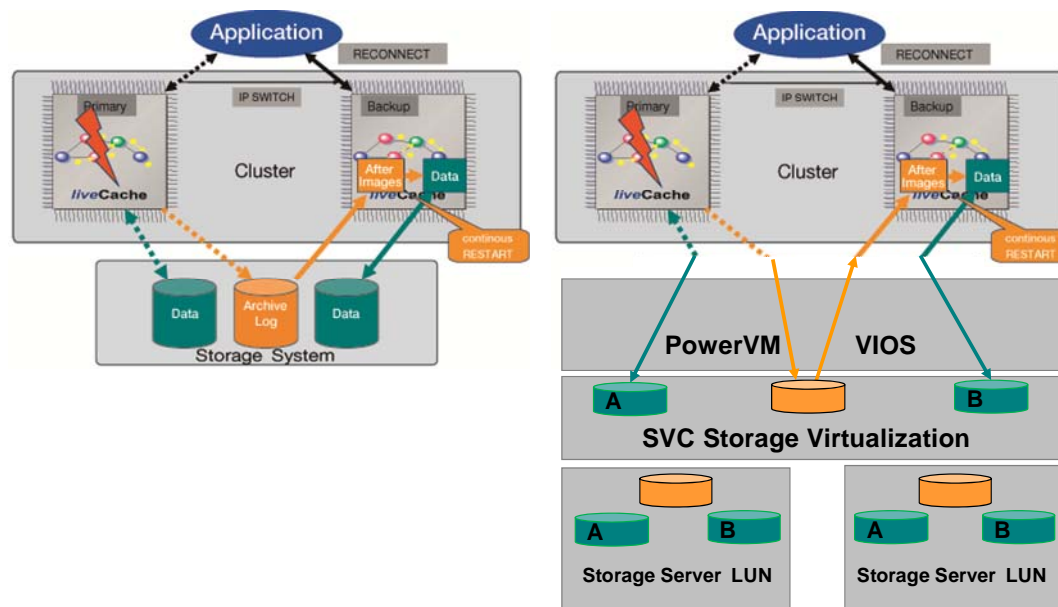 Application
RECONNECT
IP SWITCH
Primary
Backup
Cluster
After
Images
Data
liveCache
liveCache
continous
RESTART
Data
Archive
Log
Data
Storage System
Application
RECONNECT
IP SWITCH
Primary
Backup
Cluster
After
Images
Data
liveCache
liveCache
continous
RESTART
PowerVM
VIOS
A
B
SVC Storage Virtualization
A
B
Storage Server LUN
A
B
Storage Server LUN